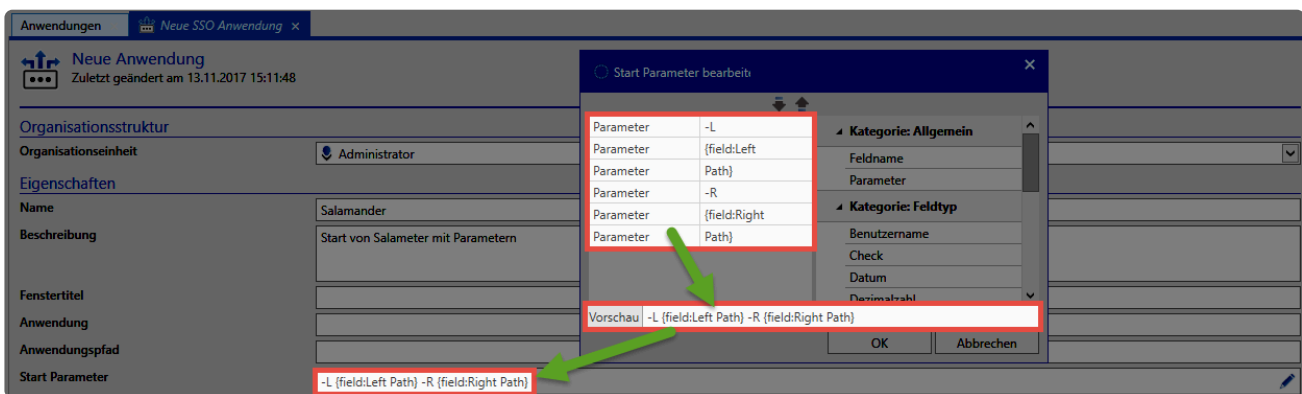 Anwendungen
Neue SSO Anwendung ×
Neue Anwendung
Zuletzt geändert am 13.11.2017 15:11:48
Organisationsstruktur
Organisationseinheit
Administrator
Eigenschaften
Name
Salamander
Beschreibung
Start von Salameter mit Parametern
Fenstertitel
Anwendung
Anwendungspfad
Start Parameter
-L {field:Left Path} -R {field:Right Path}
Start Parameter bearbeit
Parameter -L
Parameter {field:Left
Parameter Path}
Parameter -R
Parameter {field:Right
Parameter Path}
Kategorie: Allgemein
Feldname
Parameter
Kategorie: Feldtyp
Benutzername
Check
Datum
Dezimalzahl
Vorschau -L {field:Left Path} -R {field:Right Path}
OK Abbrechen